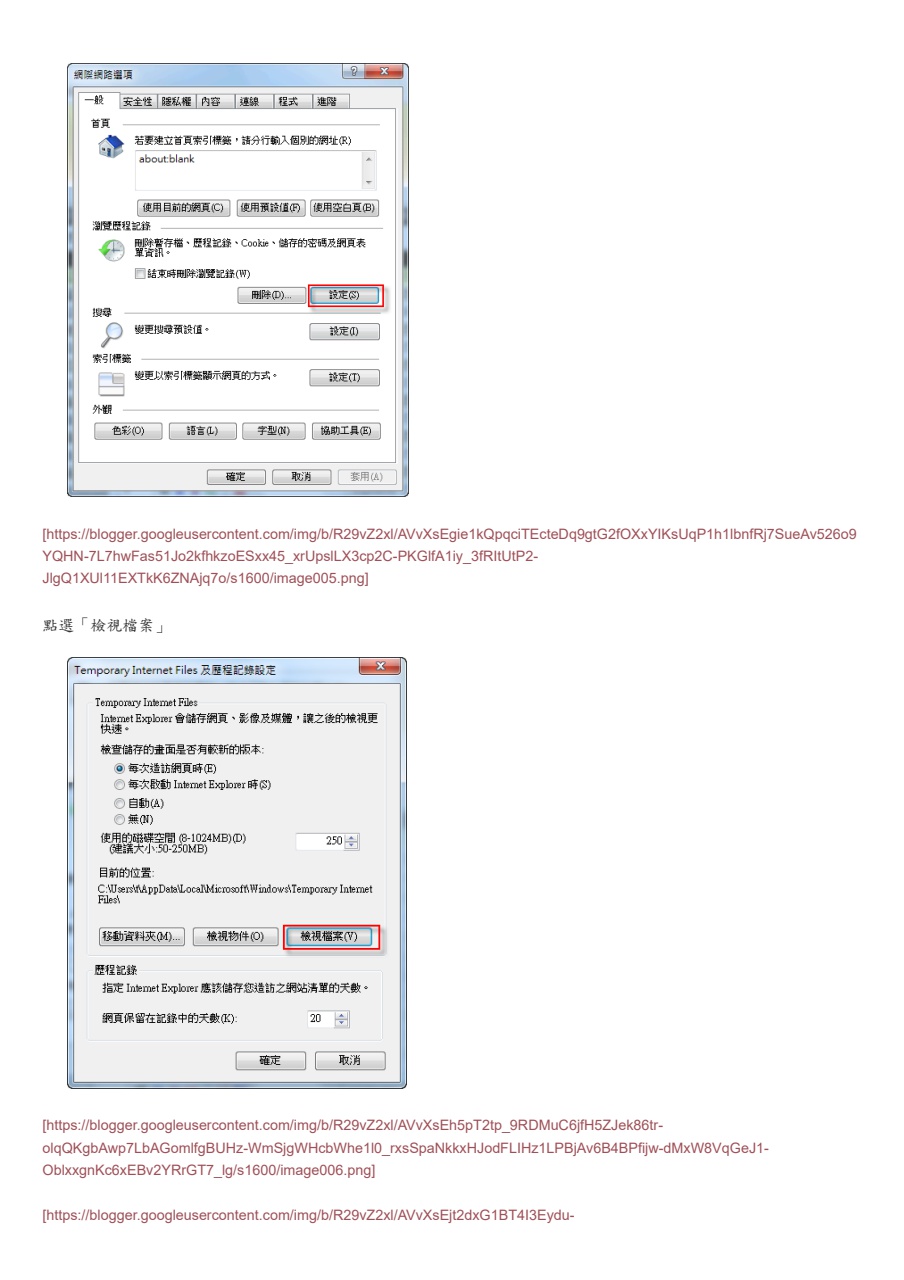 網際網路選項
一般 安全性 隱私權 內容 連線 程式 進階
首頁
若要建立首頁索引標籤，請分行輸入個別的網址(R)
about:blank
使用目前的網頁(C) 使用預設值(F) 使用空白頁(B)
瀏覽歷程記錄
刪除暫存檔、歷程記錄、Cookie、儲存的密碼及網頁表
單資訊。
結束時刪除瀏覽記錄(W)
刪除(D)... 設定(S)
搜尋
變更搜尋預設值。 設定(I)
索引標籤
變更以索引標籤顯示網頁的方式。 設定(T)
外觀
色彩(O) 語言(L) 字型(N) 協助工具(E)
確定 取消 套用(A)
[https://blogger.googleusercontent.com/img/b/R29vZ2xl/AVvXsEgie1kQpqciTEcteDq9gtG2fOXxYIKsUqP1h1IbnfRj7SueAv526o9
YQHN-7L7hwFas51Jo2kfhkzoESxx45_xrUpslLX3cp2C-PKGlfA1iy_3fRItUtP2-
JlgQ1XUl11EXTkK6ZNAjq7o/s1600/image005.png]
點選「檢視檔案」
Temporary Internet Files 及歷程記錄設定
Temporary Internet Files
Internet Explorer 會儲存網頁、影像及媒體，讓之後的檢視更
快速。
檢查儲存的畫面是否有較新的版本:
每次造訪網頁時(E)
每次啟動 Internet Explorer 時(S)
自動(A)
無(N)
使用的磁碟空間 (8-1024MB)(D) 250
(建議大小:50-250MB)
目前的位置:
C:\Users\t\AppData\Local\Microsoft\Windows\Temporary Internet
Files\
移動資料夾(M)... 檢視物件(O) 檢視檔案(V)
歷程記錄
指定 Internet Explorer 應該儲存您造訪之網站清單的天數。
網頁保留在記錄中的天數(K): 20
確定 取消
[https://blogger.googleusercontent.com/img/b/R29vZ2xl/AVvXsEh5pT2tp_9RDMuC6jfH5ZJek86tr-
olqQKgbAwp7LbAGomlfgBUHz-WmSjgWHcbWhe1l0_rxsSpaNkkxHJodFLIHz1LPBjAv6B4BPfijw-dMxW8VqGeJ1-
OblxxgnKc6xEBv2YRrGT7_lg/s1600/image006.png]
[https://blogger.googleusercontent.com/img/b/R29vZ2xl/AVvXsEjt2dxG1BT4I3Eydu-